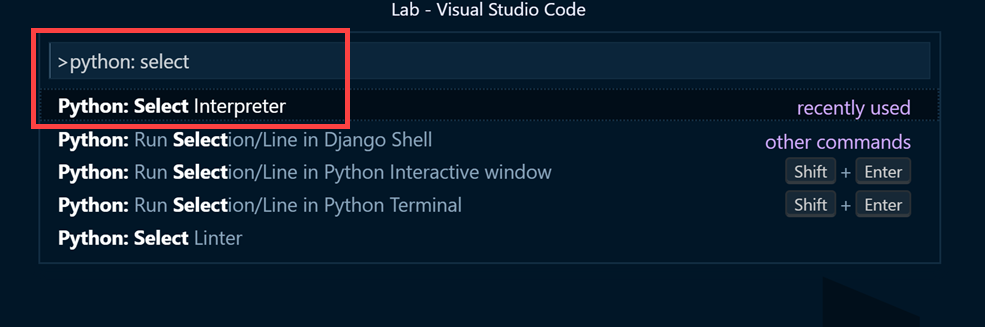 Lab - Visual Studio Code
>python: select
Python: Select Interpreter recently used
Python: Run Selection/Line in Django Shell other commands
Python: Run Selection/Line in Python Interactive window Shift + Enter
Python: Run Selection/Line in Python Terminal Shift + Enter
Python: Select Linter